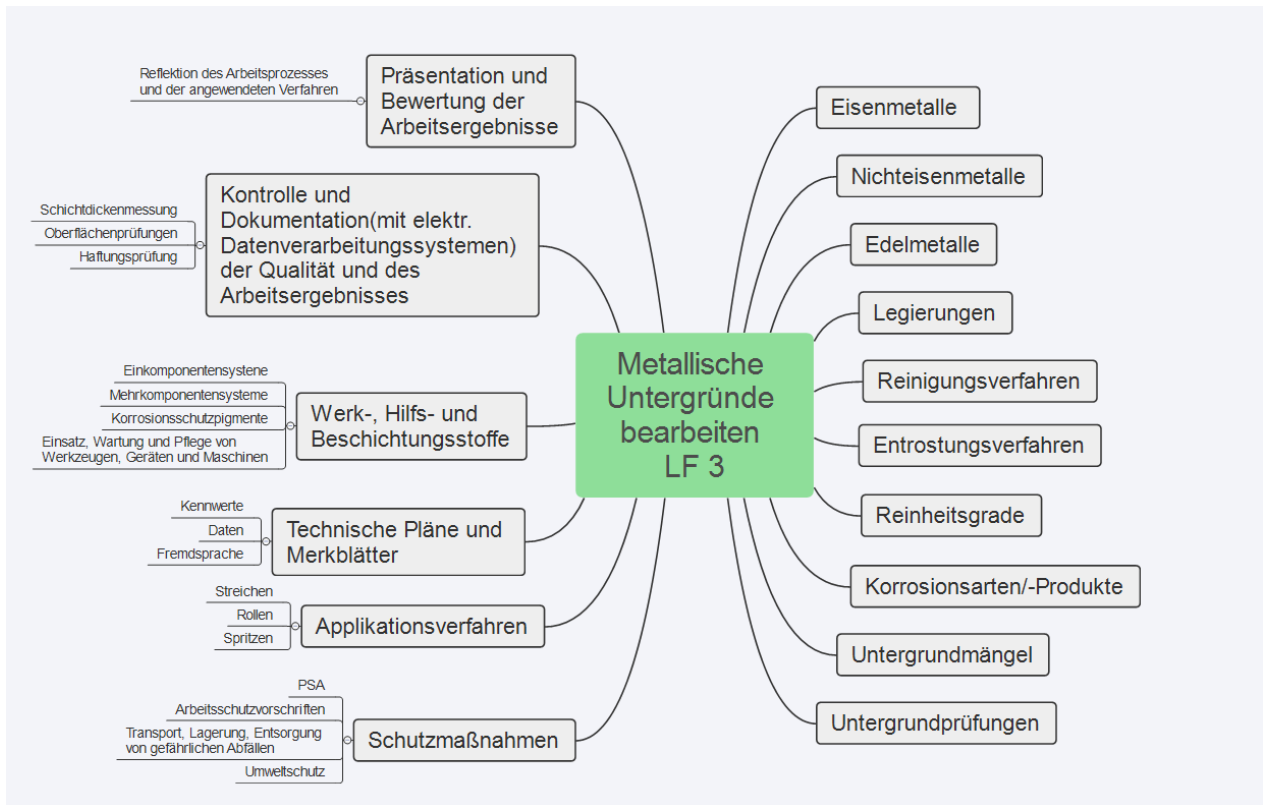 Metallische
Untergründe
bearbeiten
LF 3
Präsentation und
Bewertung der
Arbeitsergebnisse
Reflektion des Arbeitsprozesses
und der angewendeten Verfahren
Kontrolle und
Dokumentation(mit elektr.
Datenverarbeitungssystemen)
der Qualität und des
Arbeitsergebnisses
Schichtdickenmessung
Oberflächenprüfungen
Haftungsprüfung
Werk-, Hilfs- und
Beschichtungsstoffe
Einkomponentensystene
Mehrkomponentensysteme
Korrosionsschutzpigmente
Einsatz, Wartung und Pflege von
Werkzeugen, Geräten und Maschinen
Technische Pläne und
Merkblätter
Kennwerte
Daten
Fremdsprache
Applikationsverfahren
Streichen
Rollen
Spritzen
Schutzmaßnahmen
PSA
Arbeitsschutzvorschriften
Transport, Lagerung, Entsorgung
von gefährlichen Abfällen
Umweltschutz
Eisenmetalle
Nichteisenmetalle
Edelmetalle
Legierungen
Reinigungsverfahren
Entrostungsverfahren
Reinheitsgrade
Korrosionsarten/-Produkte
Untergrundmängel
Untergrundprüfungen